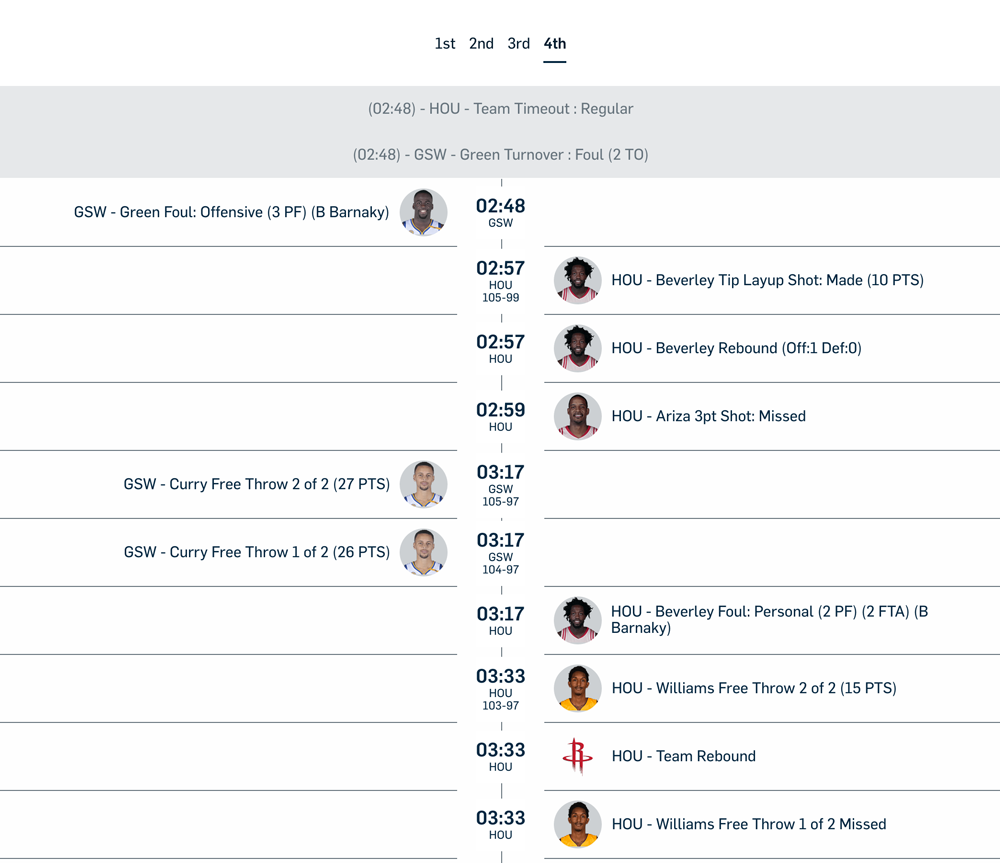 1st 2nd 3rd 4th
(02:48) - HOU - Team Timeout : Regular
(02:48) - GSW - Green Turnover : Foul (2 TO)
GSW - Green Foul: Offensive (3 PF) (B Barnaky)
02:48
GSW
02:57
HOU
105-99
HOU - Beverley Tip Layup Shot: Made (10 PTS)
02:57
HOU
HOU - Beverley Rebound (Off:1 Def:0)
02:59
HOU
HOU - Ariza 3pt Shot: Missed
GSW - Curry Free Throw 2 of 2 (27 PTS)
03:17
GSW
105-97
GSW - Curry Free Throw 1 of 2 (26 PTS)
03:17
GSW
104-97
03:17
HOU
HOU - Beverley Foul: Personal (2 PF) (2 FTA) (B
Barnaky)
03:33
HOU
103-97
HOU - Williams Free Throw 2 of 2 (15 PTS)
03:33
HOU
HOU - Team Rebound
03:33
HOU
HOU - Williams Free Throw 1 of 2 Missed